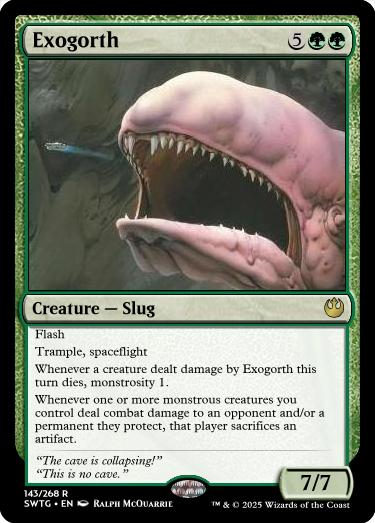 Exogorth 5
Creature — Slug
Flash
Trample, spaceflight
Whenever a creature dealt damage by Exogorth this
turn dies, monstrosity 1.
Whenever one or more monstrous creatures you
control deal combat damage to an opponent and/or a
permanent they protect, that player sacrifices an
artifact.
“The cave is collapsing!”
“This is no cave.”
7/7
143/268 R
SWTG • EN RALPH MCQUARRIE
™ & © 2025 Wizards of the Coast